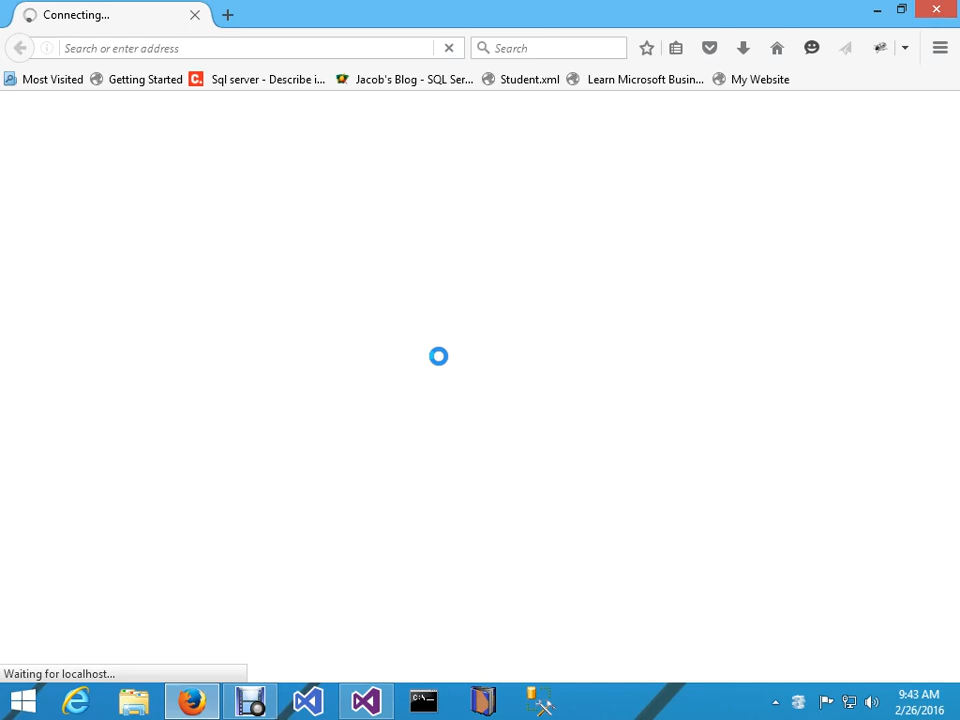 Connecting...
Search or enter address
Search
Most Visited
Getting Started
C. Sql server - Describe i...
Jacob's Blog - SQL Ser...
Student.xml
Learn Microsoft Busin...
My Website
Waiting for localhost...
C:\_
9:43 AM
2/26/2016